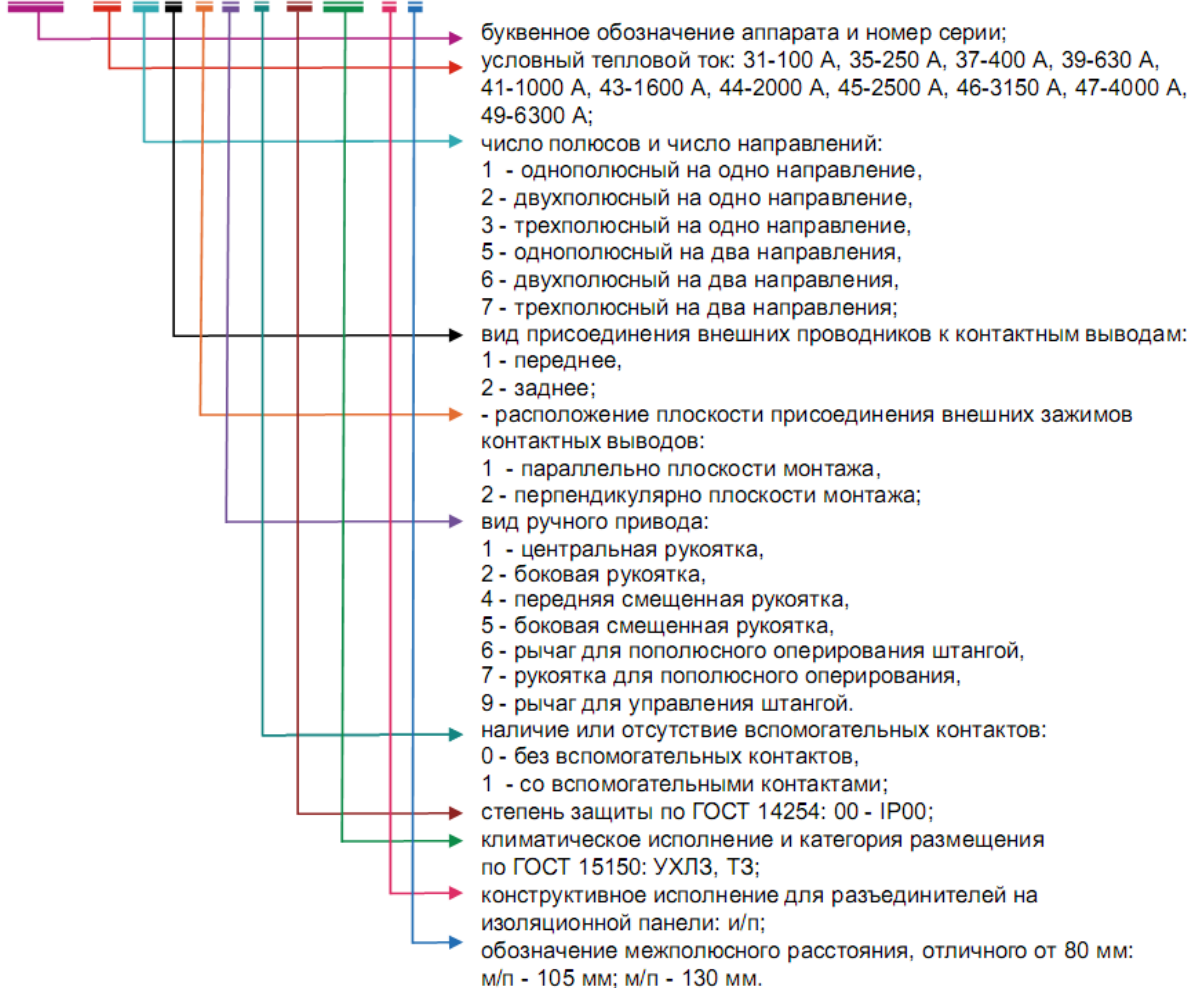 буквенное обозначение аппарата и номер серии;
условный тепловой ток: 31-100 А, 35-250 А, 37-400 А, 39-630 А,
41-1000 А, 43-1600 А, 44-2000 А, 45-2500 А, 46-3150 А, 47-4000 А,
49-6300 А;
число полюсов и число направлений:
1 - однополюсный на одно направление,
2 - двухполюсный на одно направление,
3 - трехполюсный на одно направление,
5 - однополюсный на два направления,
6 - двухполюсный на два направления,
7 - трехполюсный на два направления;
вид присоединения внешних проводников к контактным выводам:
1 - переднее,
2 - заднее;
- расположение плоскости присоединения внешних зажимов
контактных выводов:
1 - параллельно плоскости монтажа,
2 - перпендикулярно плоскости монтажа;
вид ручного привода:
1 - центральная рукоятка,
2 - боковая рукоятка,
4 - передняя смещенная рукоятка,
5 - боковая смещенная рукоятка,
6 - рычаг для пополюсного оперирования штангой,
7 - рукоятка для пополюсного оперирования,
9 - рычаг для управления штангой.
наличие или отсутствие вспомогательных контактов:
0 - без вспомогательных контактов,
1 - со вспомогательными контактами;
степень защиты по ГОСТ 14254: 00 - IP00;
климатическое исполнение и категория размещения
по ГОСТ 15150: УХЛ3, Т3;
конструктивное исполнение для разъединителей на
изоляционной панели: и/п;
обозначение межполюсного расстояния, отличного от 80 мм:
м/п - 105 мм; м/п - 130 мм.